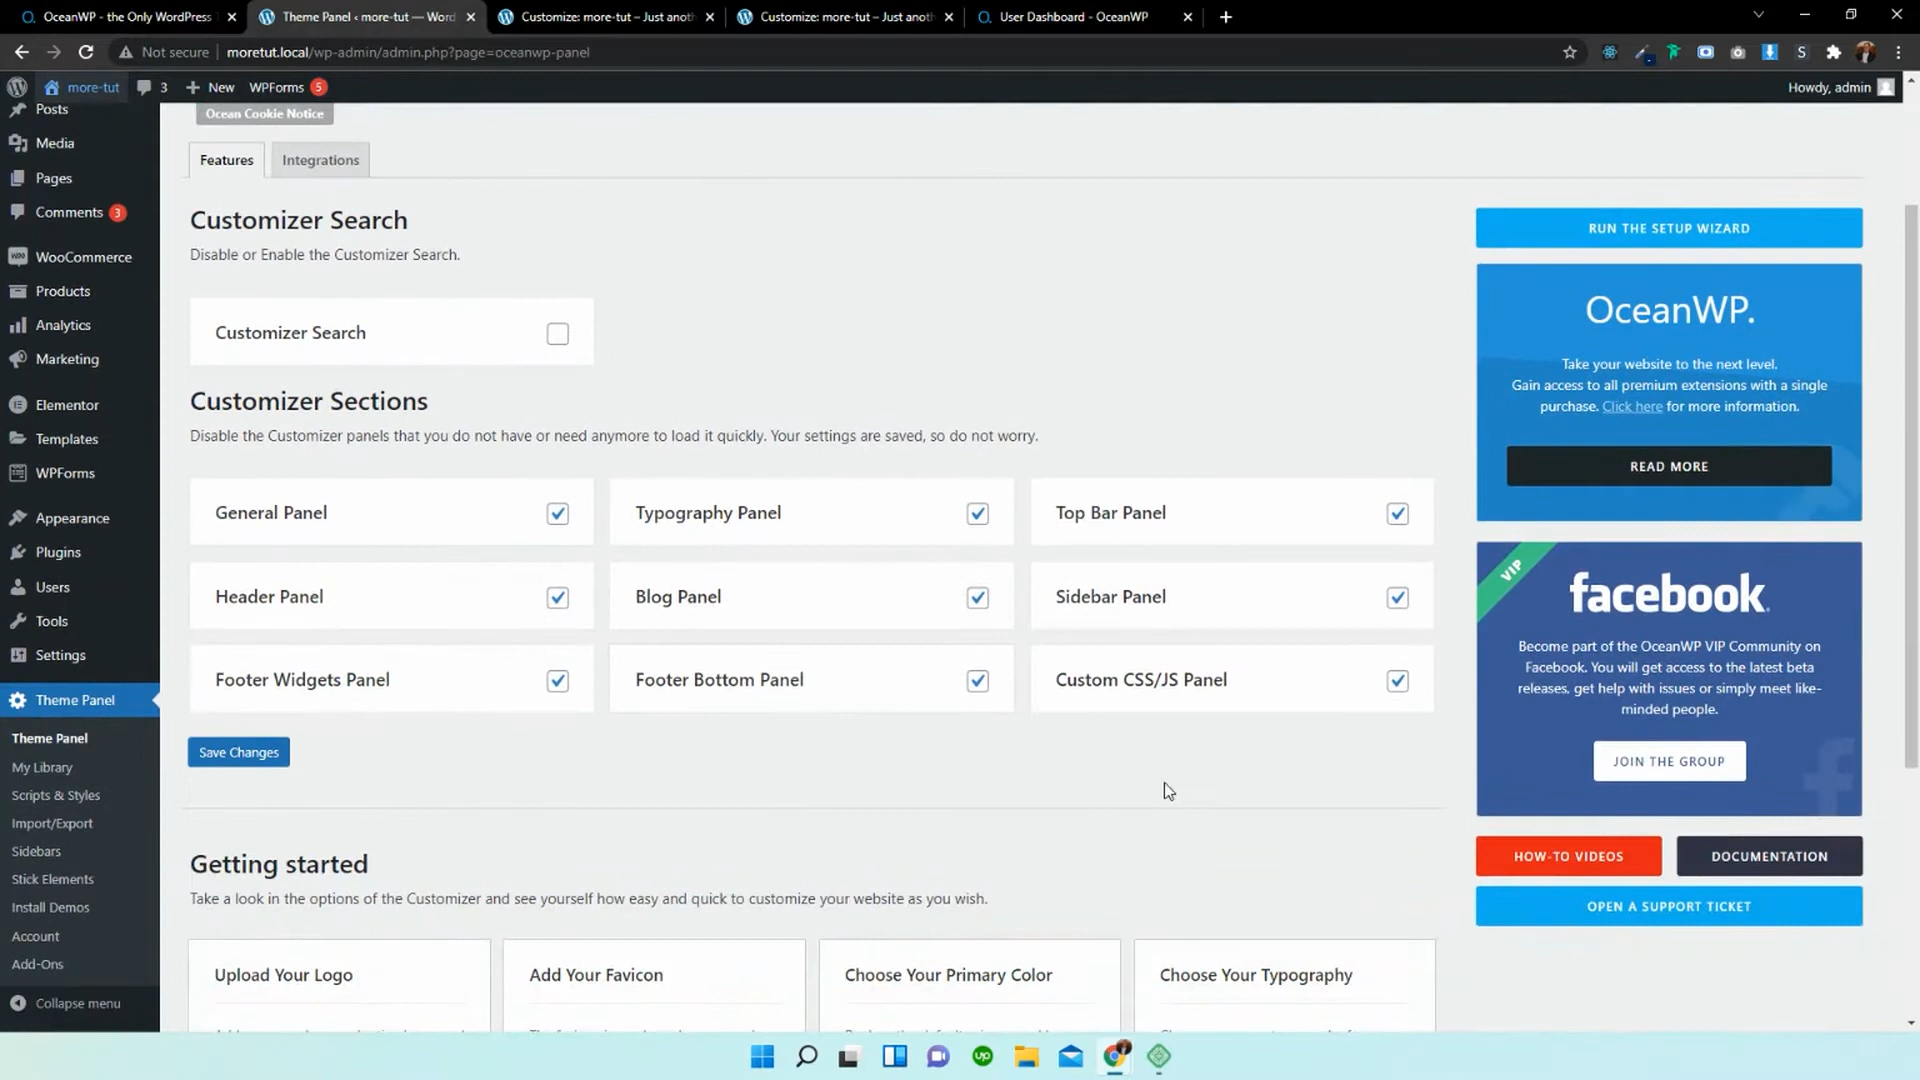 OceanWP - the Only WordPress
Theme Panel ‹ more-tut — Word
Customize: more-tut – Just anoth
Customize: more-tut – Just anoth
User Dashboard - OceanWP
Not secure
moretut.local/wp-admin/admin.php?page=oceanwp-panel
S
more-tut
3
New
WPForms 5
Howdy, admin
Posts
Media
Pages
Comments 3
WooCommerce
Products
Analytics
Marketing
Elementor
Templates
WPForms
Appearance
Plugins
Users
Tools
Settings
Theme Panel
Theme Panel
My Library
Scripts & Styles
Import/Export
Sidebars
Stick Elements
Install Demos
Account
Add-Ons
Collapse menu
Ocean Cookie Notice
Features
Integrations
Customizer Search
Disable or Enable the Customizer Search.
Customizer Search
Customizer Sections
Disable the Customizer panels that you do not have or need anymore to load it quickly. Your settings are saved, so do not worry.
General Panel
Typography Panel
Top Bar Panel
Header Panel
Blog Panel
Sidebar Panel
Footer Widgets Panel
Footer Bottom Panel
Custom CSS/JS Panel
Save Changes
Getting started
Take a look in the options of the Customizer and see yourself how easy and quick to customize your website as you wish.
Upload Your Logo
Add Your Favicon
Choose Your Primary Color
Choose Your Typography
RUN THE SETUP WIZARD
OceanWP.
Take your website to the next level.
Gain access to all premium extensions with a single
purchase. Click here for more information.
READ MORE
VIP
facebook
Become part of the OceanWP VIP Community on
Facebook. You will get access to the latest beta
releases, get help with issues or simply meet like-
minded people.
JOIN THE GROUP
HOW-TO VIDEOS
DOCUMENTATION
OPEN A SUPPORT TICKET
up